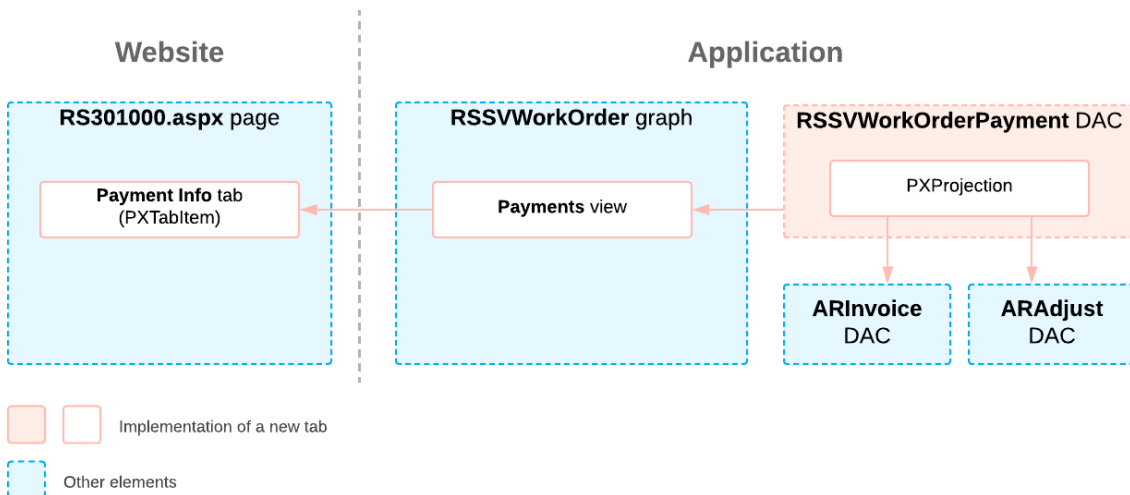 Website
Application
RS301000.aspx page
RSSVWorkOrder graph
RSSVWorkOrderPayment DAC
Payment Info tab
(PXTabItem)
Payments view
PXProjection
ARInvoice
DAC
ARAdjust
DAC
Implementation of a new tab
Other elements